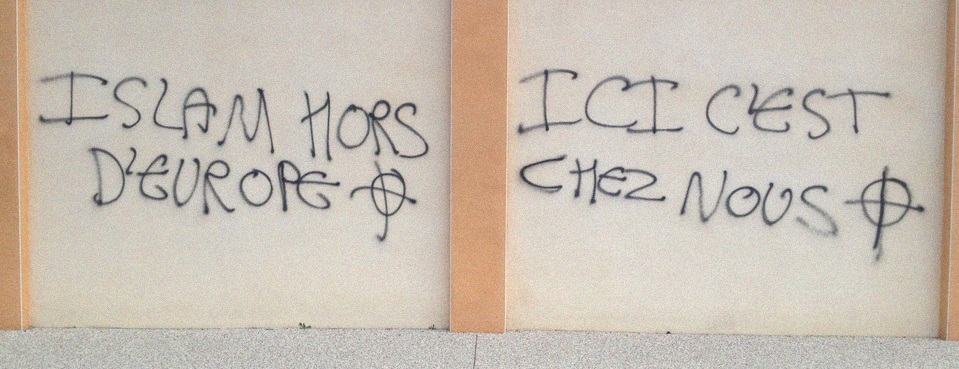 ISLAM HORS
D'EUROPE
ICI C'EST
CHEZ NOUS